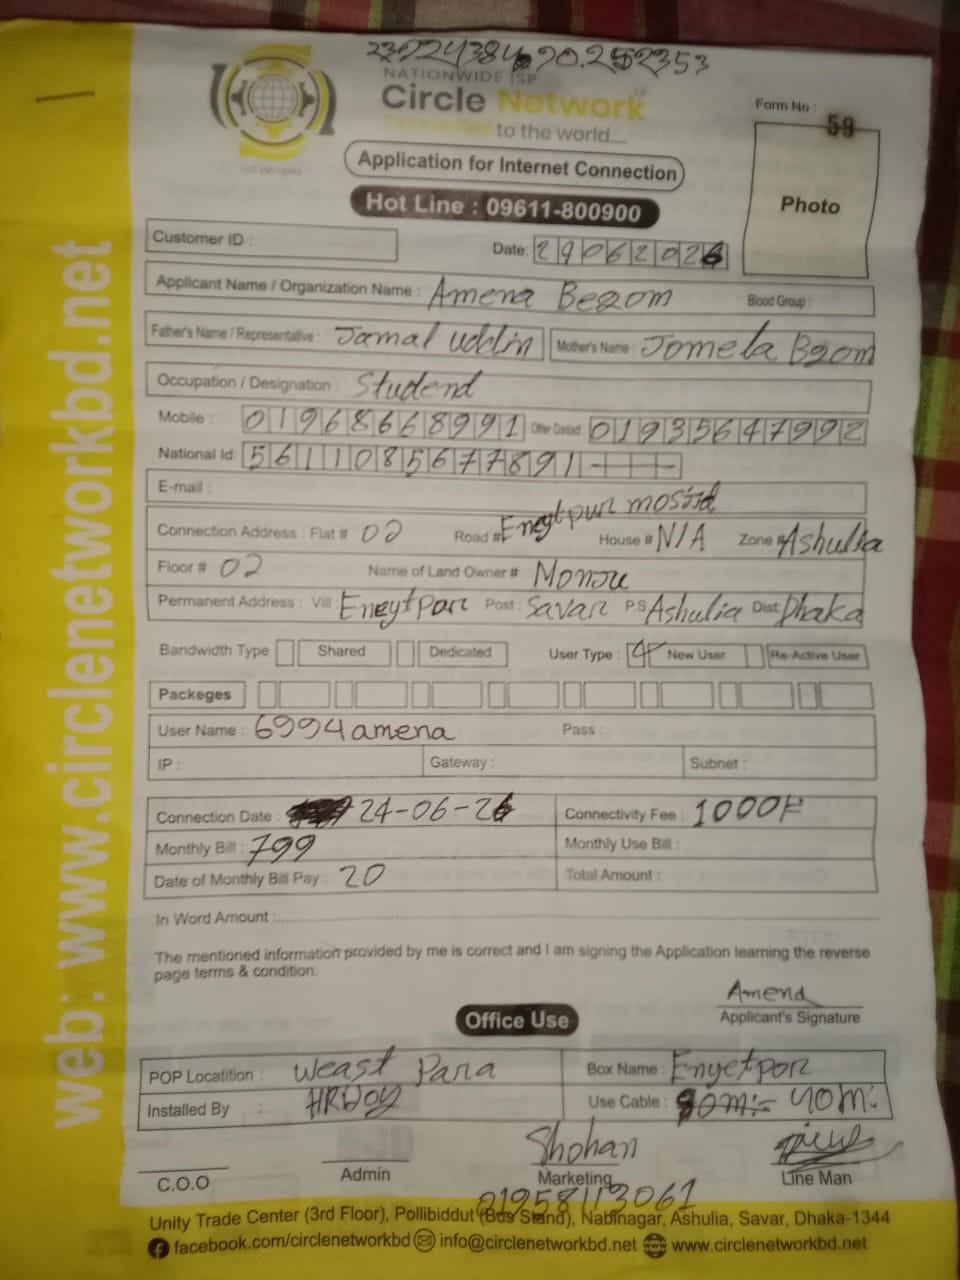 NATIONWIDE ISP
Circle Network
Connected to the world....
Form No : 59
Application for Internet Connection
Hot Line : 09611-800900
Photo
Customer ID :
Date: 29062026
Applicant Name / Organization Name : Amena Begom Blood Group :
Father's Name / Representative : Jamal uddin Mother's Name : Jomela Bgom
Occupation / Designation : Studend
Mobile : 01968668991 Other Contact : 01935647992
National Id: 5611085677891
E-mail :
Connection Address : Flat # 02 Road # Eneytpur mosjid House # N/A Zone # Ashulia
Floor # 02 Name of Land Owner # Monju
Permanent Address : Vill Eneytpor Post : Savar P.S Ashulia Dist: Dhaka
Bandwidth Type Shared Dedicated User Type : New User Re-Active User
Packeges
User Name : 6994amena Pass :
IP : Gateway : Subnet :
Connection Date : 24-06-26 Connectivity Fee : 1000F
Monthly Bill : 799 Monthly Use Bill :
Date of Monthly Bill Pay : 20 Total Amount :
In Word Amount :
The mentioned information provided by me is correct and I am signing the Application learning the reverse
page terms & condition.
Amena
Applicant's Signature
Office Use
POP Locatition : Weast Para Box Name : Enyetpor
Installed By : HRIDOY Use Cable : 40m:
Shohan
C.O.O Admin Marketing Line Man
01958113061
Unity Trade Center (3rd Floor), Pollibiddut (Bus Stand), Nabinagar, Ashulia, Savar, Dhaka-1344
facebook.com/circlenetworkbd info@circlenetworkbd.net www.circlenetworkbd.net
web: www.circlenetworkbd.net